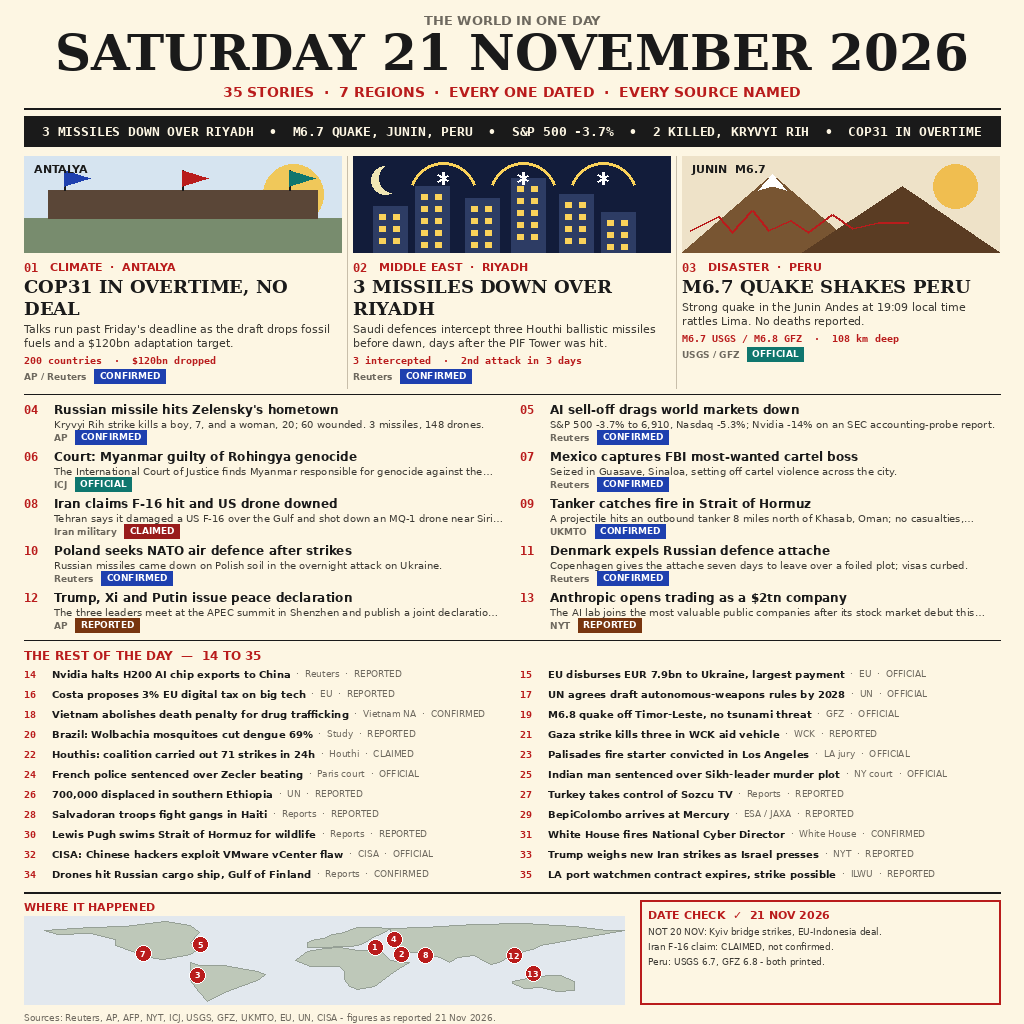 THE WORLD IN ONE DAY
SATURDAY 21 NOVEMBER 2026
35 STORIES · 7 REGIONS · EVERY ONE DATED · EVERY SOURCE NAMED
3 MISSILES DOWN OVER RIYADH ● M6.7 QUAKE, JUNIN, PERU ● S&P 500 -3.7% ● 2 KILLED, KRYVYI RIH ● COP31 IN OVERTIME
ANTALYA
JUNIN M6.7
01 CLIMATE · ANTALYA
COP31 IN OVERTIME, NO
DEAL
Talks run past Friday's deadline as the draft drops fossil
fuels and a $120bn adaptation target.
200 countries · $120bn dropped
AP / Reuters CONFIRMED
02 MIDDLE EAST · RIYADH
3 MISSILES DOWN OVER
RIYADH
Saudi defences intercept three Houthi ballistic missiles
before dawn, days after the PIF Tower was hit.
3 intercepted · 2nd attack in 3 days
Reuters CONFIRMED
03 DISASTER · PERU
M6.7 QUAKE SHAKES PERU
Strong quake in the Junin Andes at 19:09 local time
rattles Lima. No deaths reported.
M6.7 USGS / M6.8 GFZ · 108 km deep
USGS / GFZ OFFICIAL
04 Russian missile hits Zelensky's hometown
Kryvyi Rih strike kills a boy, 7, and a woman, 20; 60 wounded. 3 missiles, 148 drones.
AP CONFIRMED
05 AI sell-off drags world markets down
S&P 500 -3.7% to 6,910, Nasdaq -5.3%; Nvidia -14% on an SEC accounting-probe report.
Reuters CONFIRMED
06 Court: Myanmar guilty of Rohingya genocide
The International Court of Justice finds Myanmar responsible for genocide against the...
ICJ OFFICIAL
07 Mexico captures FBI most-wanted cartel boss
Seized in Guasave, Sinaloa, setting off cartel violence across the city.
Reuters CONFIRMED
08 Iran claims F-16 hit and US drone downed
Tehran says it damaged a US F-16 over the Gulf and shot down an MQ-1 drone near Siri...
Iran military CLAIMED
09 Tanker catches fire in Strait of Hormuz
A projectile hits an outbound tanker 8 miles north of Khasab, Oman; no casualties,...
UKMTO CONFIRMED
10 Poland seeks NATO air defence after strikes
Russian missiles came down on Polish soil in the overnight attack on Ukraine.
Reuters CONFIRMED
11 Denmark expels Russian defence attache
Copenhagen gives the attache seven days to leave over a foiled plot; visas curbed.
Reuters CONFIRMED
12 Trump, Xi and Putin issue peace declaration
The three leaders meet at the APEC summit in Shenzhen and publish a joint declaratio...
AP REPORTED
13 Anthropic opens trading as a $2tn company
The AI lab joins the most valuable public companies after its stock market debut this...
NYT REPORTED
THE REST OF THE DAY — 14 TO 35
14 Nvidia halts H200 AI chip exports to China · Reuters · REPORTED
15 EU disburses EUR 7.9bn to Ukraine, largest payment · EU · OFFICIAL
16 Costa proposes 3% EU digital tax on big tech · EU · REPORTED
17 UN agrees draft autonomous-weapons rules by 2028 · UN · OFFICIAL
18 Vietnam abolishes death penalty for drug trafficking · Vietnam NA · CONFIRMED
19 M6.8 quake off Timor-Leste, no tsunami threat · GFZ · OFFICIAL
20 Brazil: Wolbachia mosquitoes cut dengue 69% · Study · REPORTED
21 Gaza strike kills three in WCK aid vehicle · WCK · REPORTED
22 Houthis: coalition carried out 71 strikes in 24h · Houthi · CLAIMED
23 Palisades fire starter convicted in Los Angeles · LA jury · OFFICIAL
24 French police sentenced over Zecler beating · Paris court · OFFICIAL
25 Indian man sentenced over Sikh-leader murder plot · NY court · OFFICIAL
26 700,000 displaced in southern Ethiopia · UN · REPORTED
27 Turkey takes control of Sozcu TV · Reports · REPORTED
28 Salvadoran troops fight gangs in Haiti · Reports · REPORTED
29 BepiColombo arrives at Mercury · ESA / JAXA · REPORTED
30 Lewis Pugh swims Strait of Hormuz for wildlife · Reports · REPORTED
31 White House fires National Cyber Director · White House · CONFIRMED
32 CISA: Chinese hackers exploit VMware vCenter flaw · CISA · OFFICIAL
33 Trump weighs new Iran strikes as Israel presses · NYT · REPORTED
34 Drones hit Russian cargo ship, Gulf of Finland · Reports · CONFIRMED
35 LA port watchmen contract expires, strike possible · ILWU · REPORTED
WHERE IT HAPPENED
7
5
3
1
4
2
8
12
13
DATE CHECK ✓ 21 NOV 2026
NOT 20 NOV: Kyiv bridge strikes, EU-Indonesia deal.
Iran F-16 claim: CLAIMED, not confirmed.
Peru: USGS 6.7, GFZ 6.8 - both printed.
Sources: Reuters, AP, AFP, NYT, ICJ, USGS, GFZ, UKMTO, EU, UN, CISA - figures as reported 21 Nov 2026.